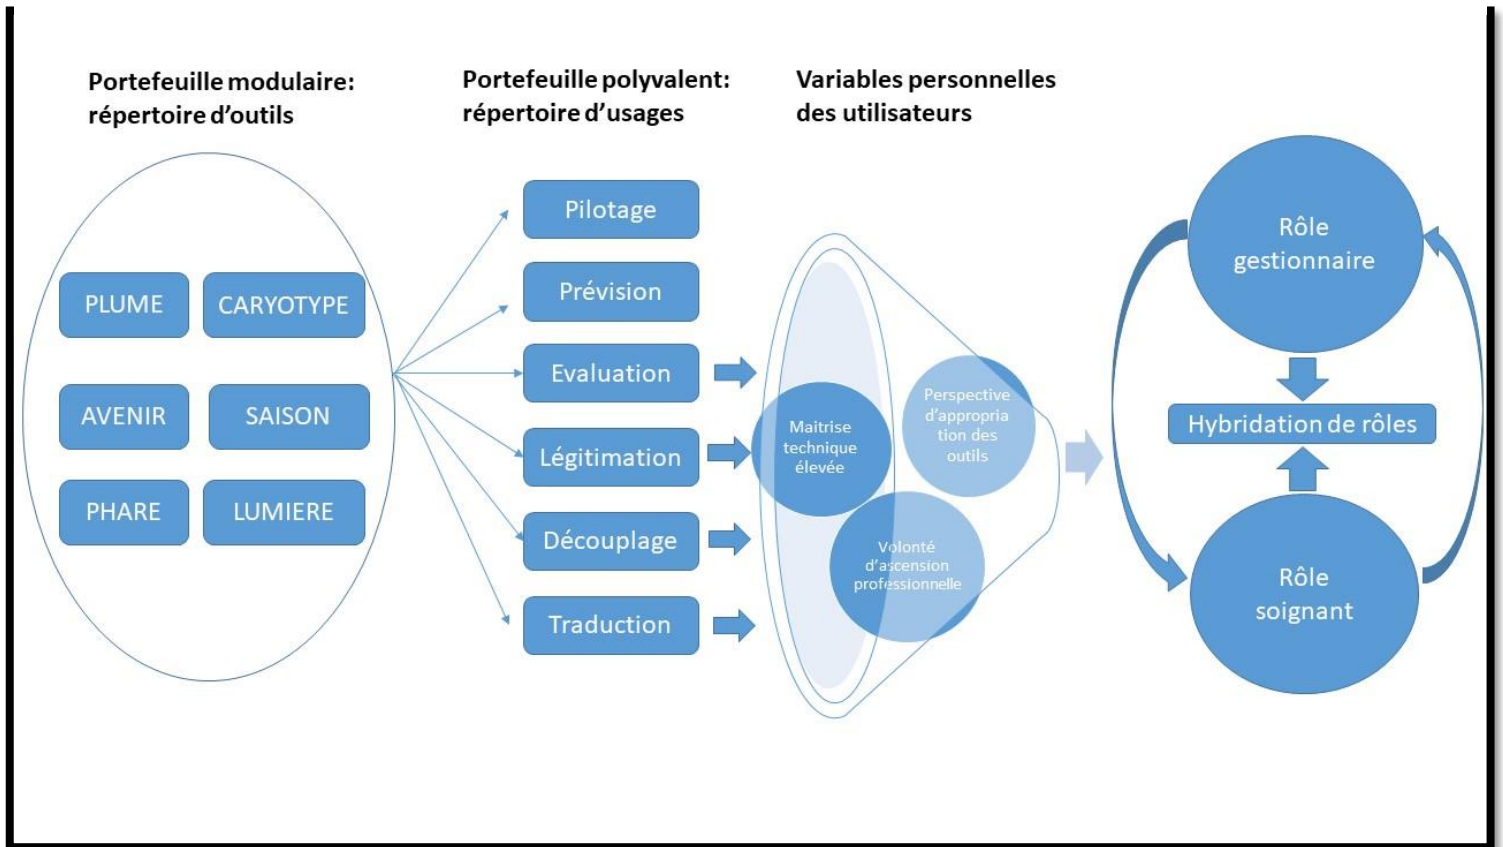 Portefeuille modulaire:
répertoire d'outils
PLUME
CARYOTYPE
AVENIR
SAISON
PHARE
LUMIERE
Portefeuille polyvalent:
répertoire d'usages
Pilotage
Prévision
Evaluation
Légitimation
Découplage
Traduction
Variables personnelles
des utilisateurs
Maitrise
technique
élevée
Perspective
d'appropria
tion des
outils
Volonté
d'ascension
professionnelle
Rôle
gestionnaire
Hybridation de rôles
Rôle
soignant